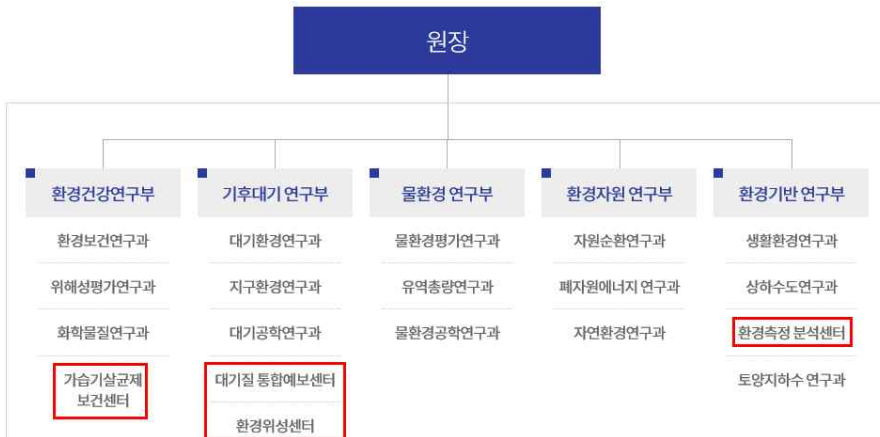 원장
환경건강연구부
환경보건연구과
위해성평가연구과
화학물질연구과
가습기살균제
보건센터
기후대기 연구부
대기환경연구과
지구환경연구과
대기공학연구과
대기질 통합예보센터
환경위성센터
물환경 연구부
물환경평가연구과
유역총량연구과
물환경공학연구과
환경자원 연구부
자원순환연구과
폐자원에너지 연구과
자연환경연구과
환경기반 연구부
생활환경연구과
상하수도연구과
환경측정 분석센터
토양지하수 연구과